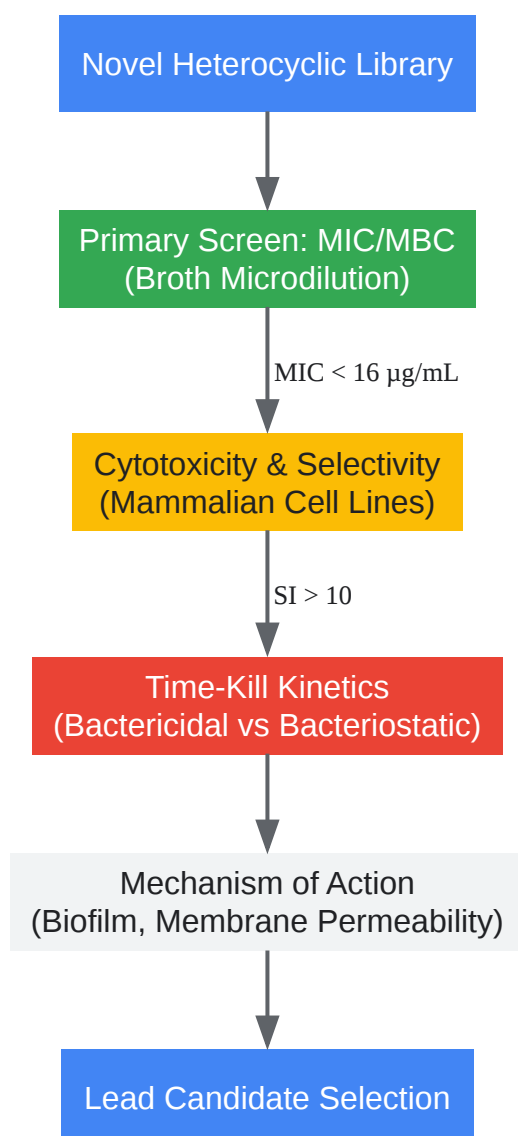 Novel Heterocyclic Library
Primary Screen: MIC/MBC
(Broth Microdilution)
MIC < 16 µg/mL
Cytotoxicity & Selectivity
(Mammalian Cell Lines)
SI > 10
Time-Kill Kinetics
(Bactericidal vs Bacteriostatic)
Mechanism of Action
(Biofilm, Membrane Permeability)
Lead Candidate Selection